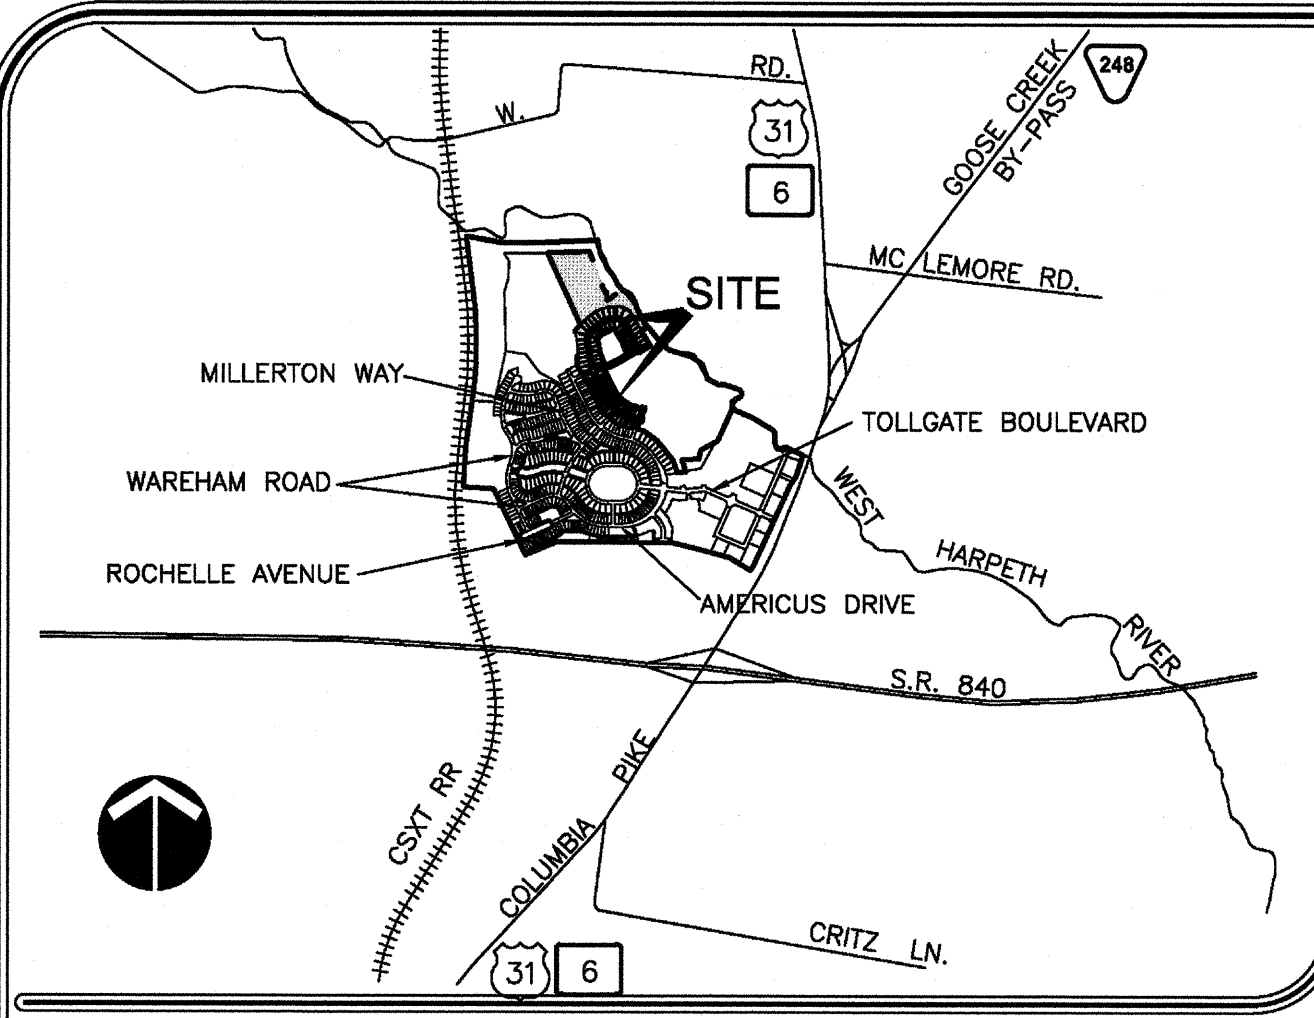 RD.
248
W.
31
GOOSE CREEK
BY-PASS
6
MC LEMORE RD.
SITE
MILLERTON WAY
TOLLGATE BOULEVARD
WAREHAM ROAD
WEST
HARPETH
RIVER
ROCHELLE AVENUE
AMERICUS DRIVE
S.R. 840
PIKE
CSXT RR
COLUMBIA
CRITZ LN.
31
6